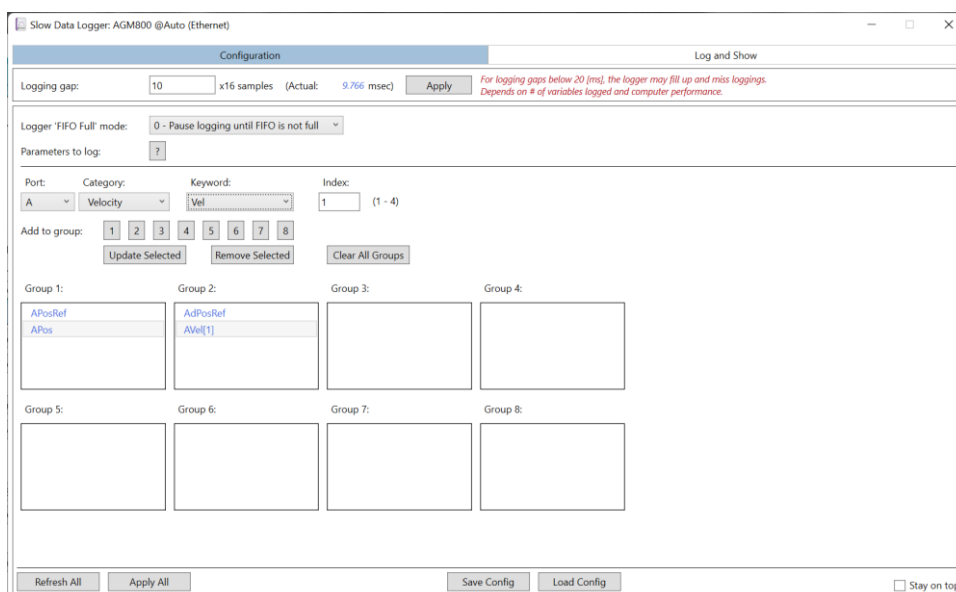 Slow Data Logger: AGM800 @Auto (Ethernet)
Configuration
Log and Show
Logging gap: 10 x16 samples (Actual: 9.766 msec) Apply
For logging gaps below 20 [ms], the logger may fill up and miss loggings.
Depends on # of variables logged and computer performance.
Logger 'FIFO Full' mode: 0 - Pause logging until FIFO is not full
Parameters to log: ?
Port: Category: Keyword: Index:
A Velocity Vel 1 (1 - 4)
Add to group: 1 2 3 4 5 6 7 8
Update Selected Remove Selected Clear All Groups
Group 1: Group 2: Group 3: Group 4:
APosRef AdPosRef
APos AVel[1]
Group 5: Group 6: Group 7: Group 8:
Refresh All Apply All Save Config Load Config Stay on top